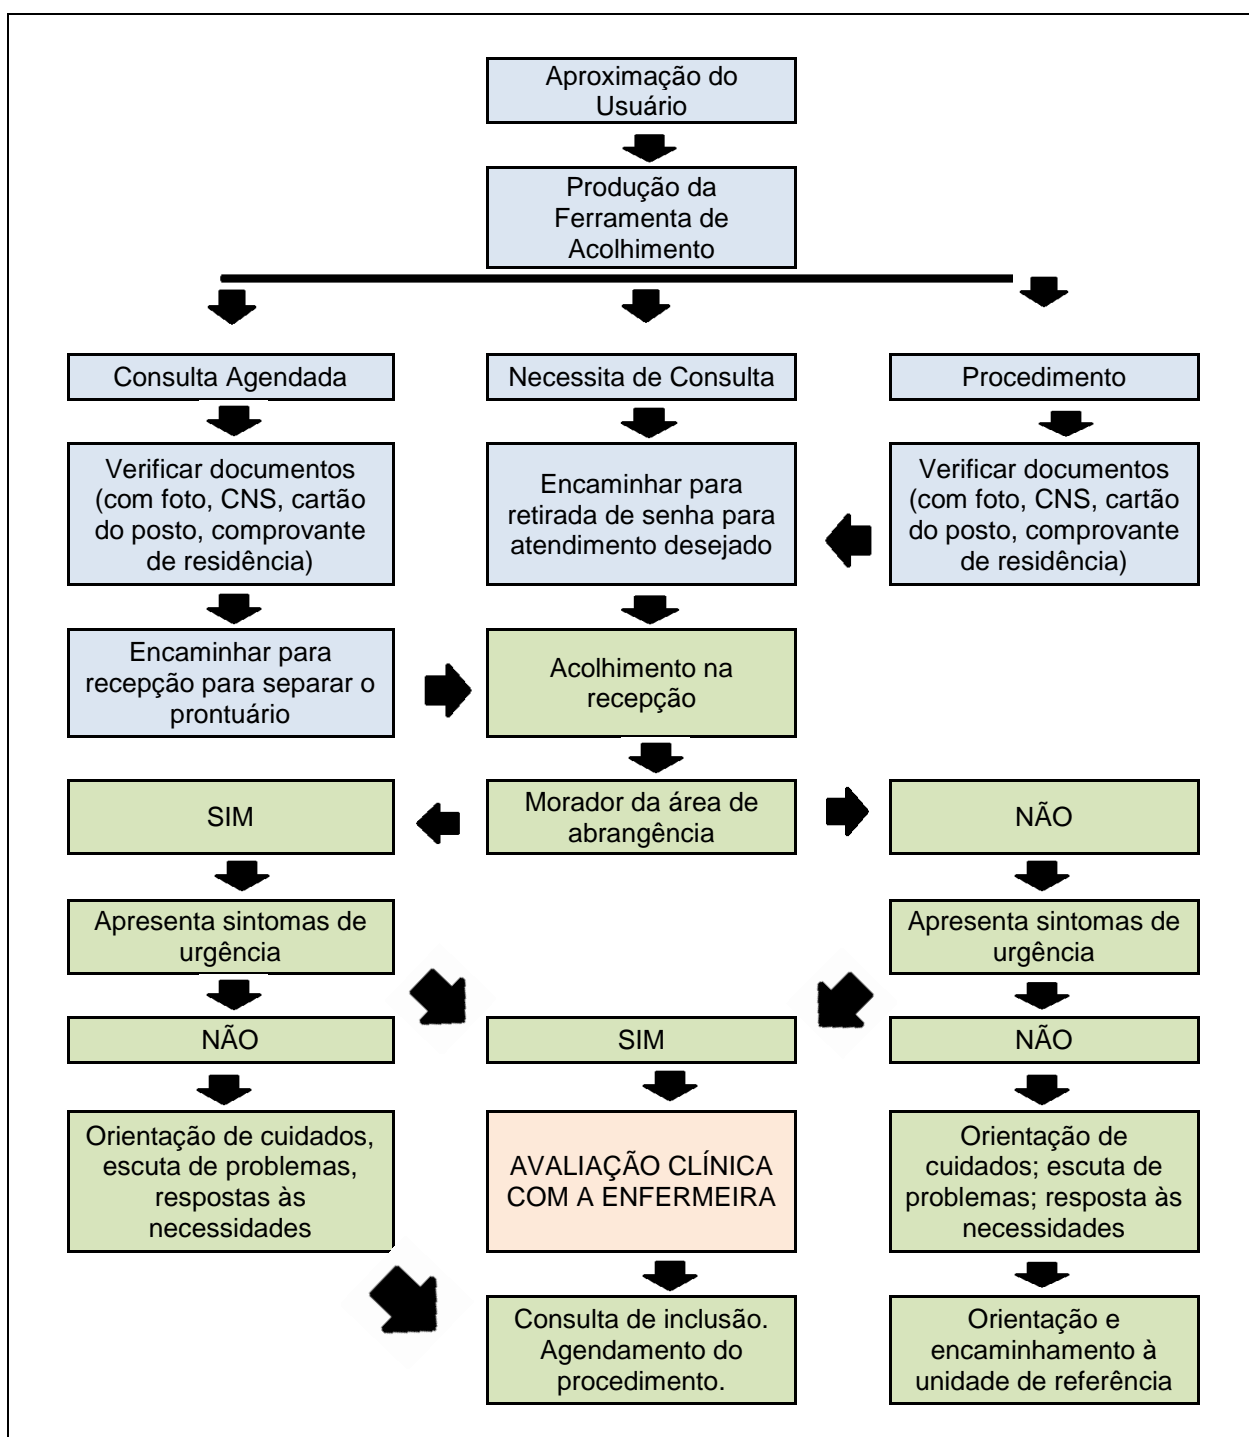 Aproximação do
Usuário
Produção da
Ferramenta de
Acolhimento
Consulta Agendada
Necessita de Consulta
Procedimento
Verificar documentos
(com foto, CNS, cartão
do posto, comprovante
de residência)
Encaminhar para
retirada de senha para
atendimento desejado
Verificar documentos
(com foto, CNS, cartão
do posto, comprovante
de residência)
Encaminhar para
recepção para separar o
prontuário
Acolhimento na
recepção
SIM
Morador da área de
abrangência
NÃO
Apresenta sintomas de
urgência
Apresenta sintomas de
urgência
NÃO
SIM
NÃO
Orientação de cuidados,
escuta de problemas,
respostas às
necessidades
AVALIAÇÃO CLÍNICA
COM A ENFERMEIRA
Orientação de
cuidados; escuta de
problemas; resposta às
necessidades
Consulta de inclusão.
Agendamento do
procedimento.
Orientação e
encaminhamento à
unidade de referência